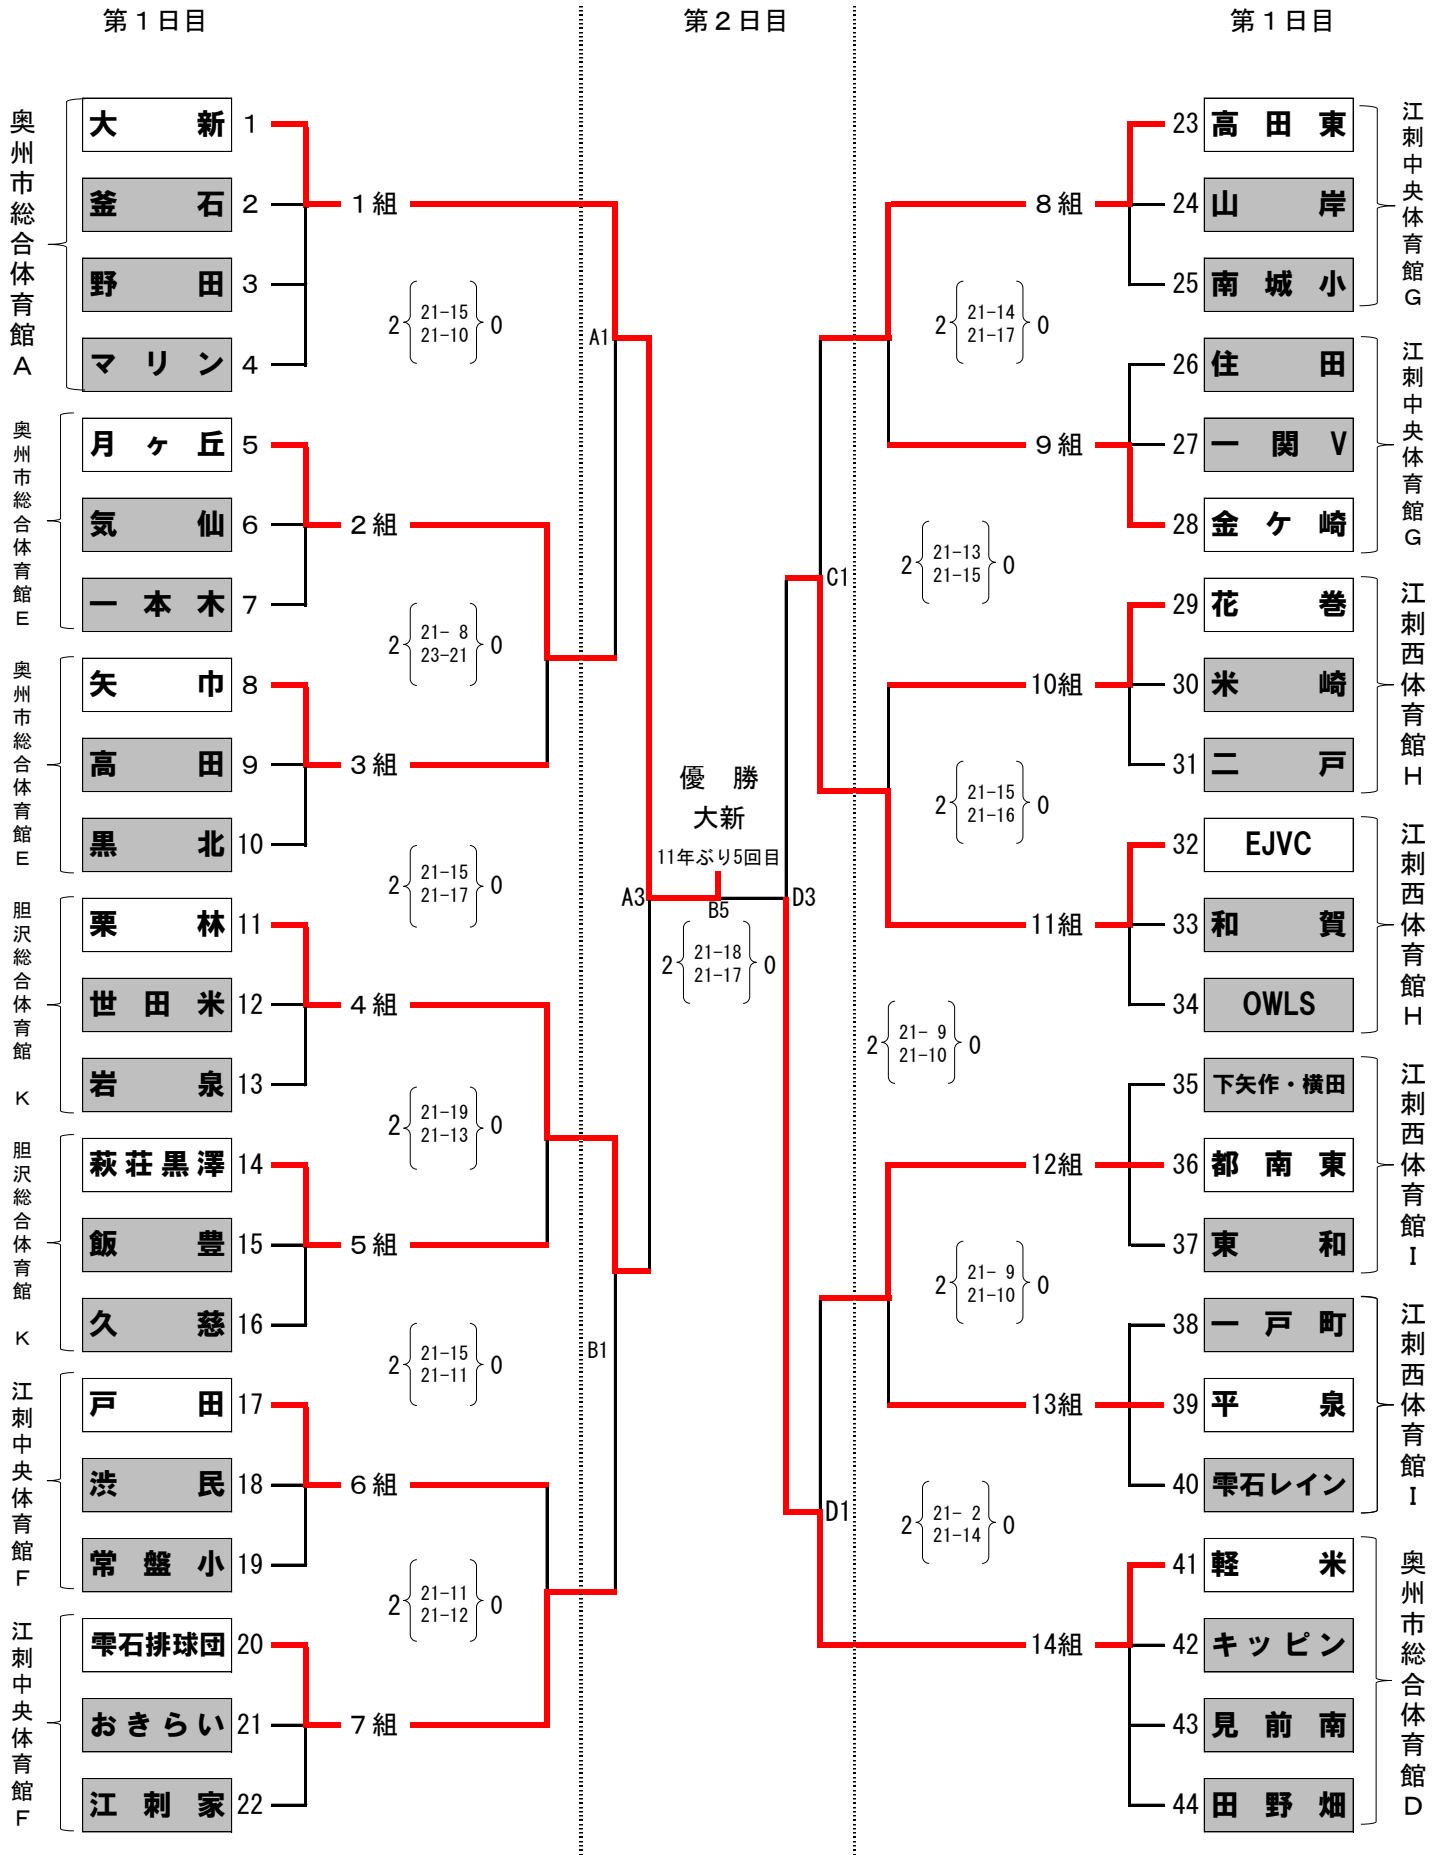 第１日目
第２日目
第１日目
奥州市総合体育館A
大新 1
釜石 2
野田 3
マリン 4
1組
奥州市総合体育館E
月ヶ丘 5
気仙 6
一本木 7
2組
奥州市総合体育館E
矢巾 8
高田 9
黒北 10
3組
胆沢総合体育館 K
栗林 11
世田米 12
岩泉 13
4組
胆沢総合体育館 K
萩荘黒澤 14
飯豊 15
久慈 16
5組
江刺中央体育館F
戸田 17
渋民 18
常盤小 19
6組
江刺中央体育館F
雫石排球団 20
おきらい 21
江刺家 22
7組
2 21-15 0
21-10
2 21- 8 0
23-21
2 21-15 0
21-17
2 21-19 0
21-13
2 21-15 0
21-11
2 21-11 0
21-12
A1
B1
A3
優　勝
大新
11年ぶり5回目
B5
2 21-18 0
21-17
D3
C1
D1
2 21-14 0
21-17
2 21-13 0
21-15
2 21-15 0
21-16
2 21- 9 0
21-10
2 21- 9 0
21-10
2 21- 2 0
21-14
8組
23 高田東
24 山岸
25 南城小
江刺中央体育館G
9組
26 住田
27 一関V
28 金ケ崎
江刺中央体育館G
10組
29 花巻
30 米崎
31 二戸
江刺西体育館H
11組
32 EJVC
33 和賀
34 OWLS
江刺西体育館H
12組
35 下矢作・横田
36 都南東
37 東和
江刺西体育館I
13組
38 一戸町
39 平泉
40 雫石レイン
江刺西体育館I
14組
41 軽米
42 キッピン
43 見前南
44 田野畑
奥州市総合体育館D